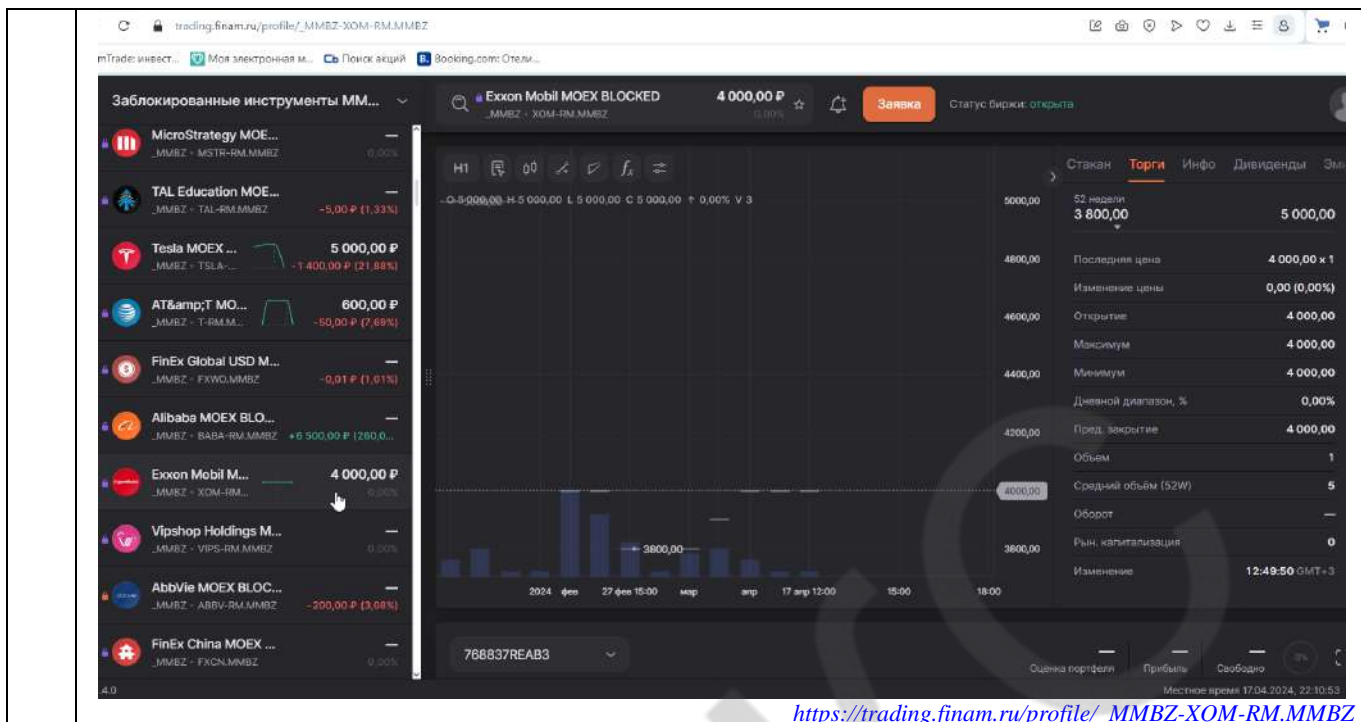 trading.finam.ru/profile/_MMBZ-XOM-RM.MMBZ
mTrade: инвест... Моя электронная м... Поиск акций Booking.com: Отели...
Заблокированные инструменты MM...
Exxon Mobil MOEX BLOCKED 4 000,00 ₽
_MMBZ · XOM-RM.MMBZ 0,00%
Заявка Статус биржи: открыта
MicroStrategy MOE... —
_MMBZ · MSTR-RM.MMBZ 0,00%
TAL Education MOE... —
_MMBZ · TAL-RM.MMBZ -5,00 ₽ (1,33%)
Tesla MOEX ... 5 000,00 ₽
_MMBZ · TSLA-... -1 400,00 ₽ (21,88%)
AT&amp;T MO... 600,00 ₽
_MMBZ · T-RM.M... -50,00 ₽ (7,69%)
FinEx Global USD M... —
_MMBZ · FXWO.MMBZ -0,01 ₽ (1,01%)
Alibaba MOEX BLO... —
_MMBZ · BABA-RM.MMBZ +6 500,00 ₽ (260,0...
Exxon Mobil M... 4 000,00 ₽
_MMBZ · XOM-RM... 0,00%
Vipshop Holdings M... —
_MMBZ · VIPS-RM.MMBZ 0,00%
AbbVie MOEX BLOC... —
_MMBZ · ABBV-RM.MMBZ -200,00 ₽ (3,08%)
FinEx China MOEX ... —
_MMBZ · FXCN.MMBZ 0,00%
.4.0
H1 fx
O 5 000,00 H 5 000,00 L 5 000,00 C 5 000,00 ↑ 0,00% V 3
5000,00
4800,00
4600,00
4400,00
4200,00
4000,00
3800,00
3800,00
2024 фев 27 фев 15:00 мар апр 17 апр 12:00 15:00 18:00
Стакан Торги Инфо Дивиденды Эми
52 недели
3 800,00 5 000,00
Последняя цена 4 000,00 x 1
Изменение цены 0,00 (0,00%)
Открытие 4 000,00
Максимум 4 000,00
Минимум 4 000,00
Дневной диапазон, % 0,00%
Пред. закрытие 4 000,00
Объем 1
Средний объём (52W) 5
Оборот —
Рын. капитализация 0
Изменение 12:49:50 GMT+3
768837REAB3
— — —
Оценка портфеля Прибыль Свободно
Местное время 17.04.2024, 22:10:53
https://trading.finam.ru/profile/_MMBZ-XOM-RM.MMBZ